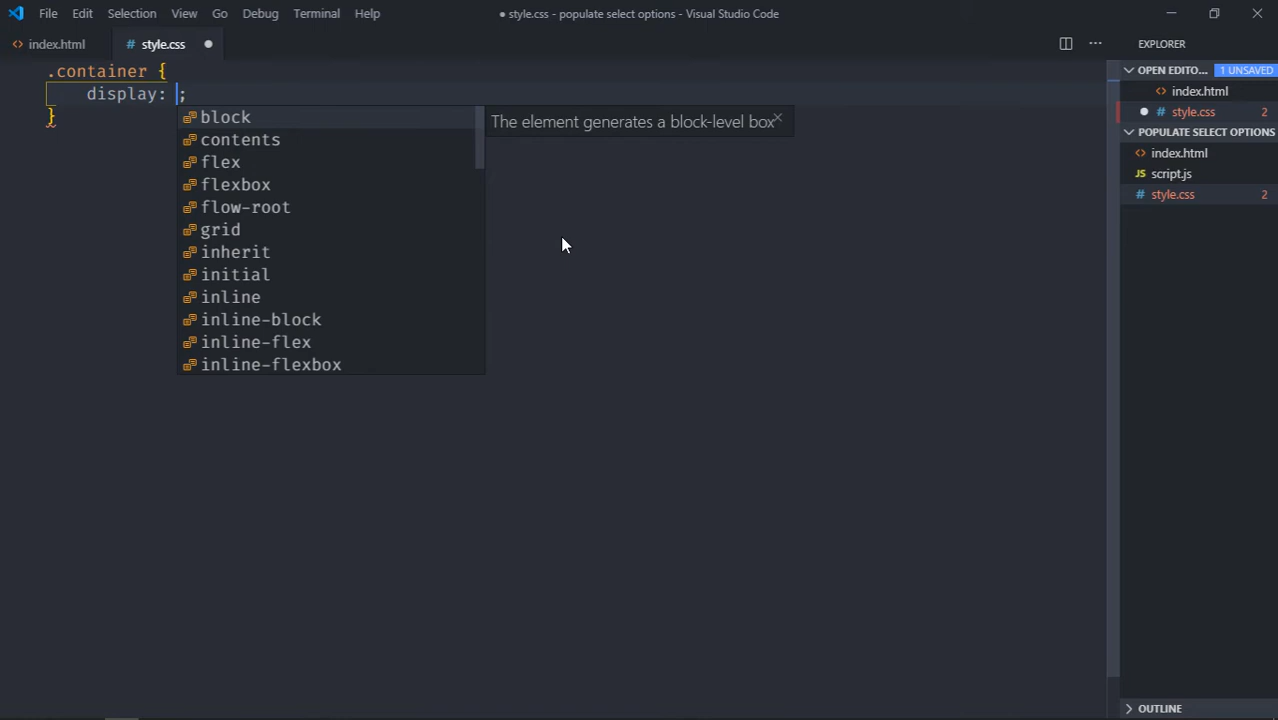 File Edit Selection View Go Debug Terminal Help
● style.css - populate select options - Visual Studio Code
index.html
style.css
.container {
display: ;
}
block
contents
flex
flexbox
flow-root
grid
inherit
initial
inline
inline-block
inline-flex
inline-flexbox
The element generates a block-level box
EXPLORER
OPEN EDITO... 1 UNSAVED
index.html
style.css 2
POPULATE SELECT OPTIONS
index.html
JS script.js
style.css 2
OUTLINE